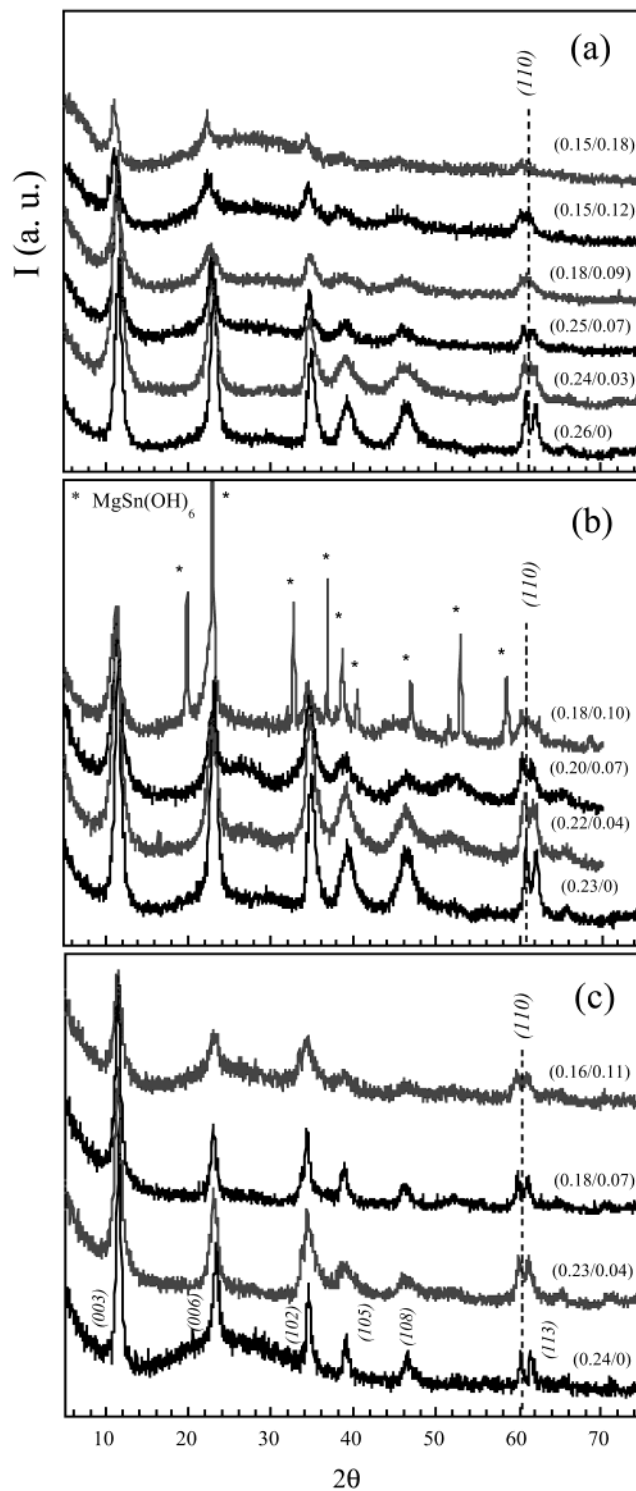 I (a. u.)
(a)
(110)
(0.15/0.18)
(0.15/0.12)
(0.18/0.09)
(0.25/0.07)
(0.24/0.03)
(0.26/0)
* MgSn(OH)6
(b)
(110)
* * * * * * * * *
(0.18/0.10)
(0.20/0.07)
(0.22/0.04)
(0.23/0)
(c)
(110)
(0.16/0.11)
(0.18/0.07)
(0.23/0.04)
(003) (006) (102) (105) (108) (113)
(0.24/0)
10 20 30 40 50 60 70
2θ